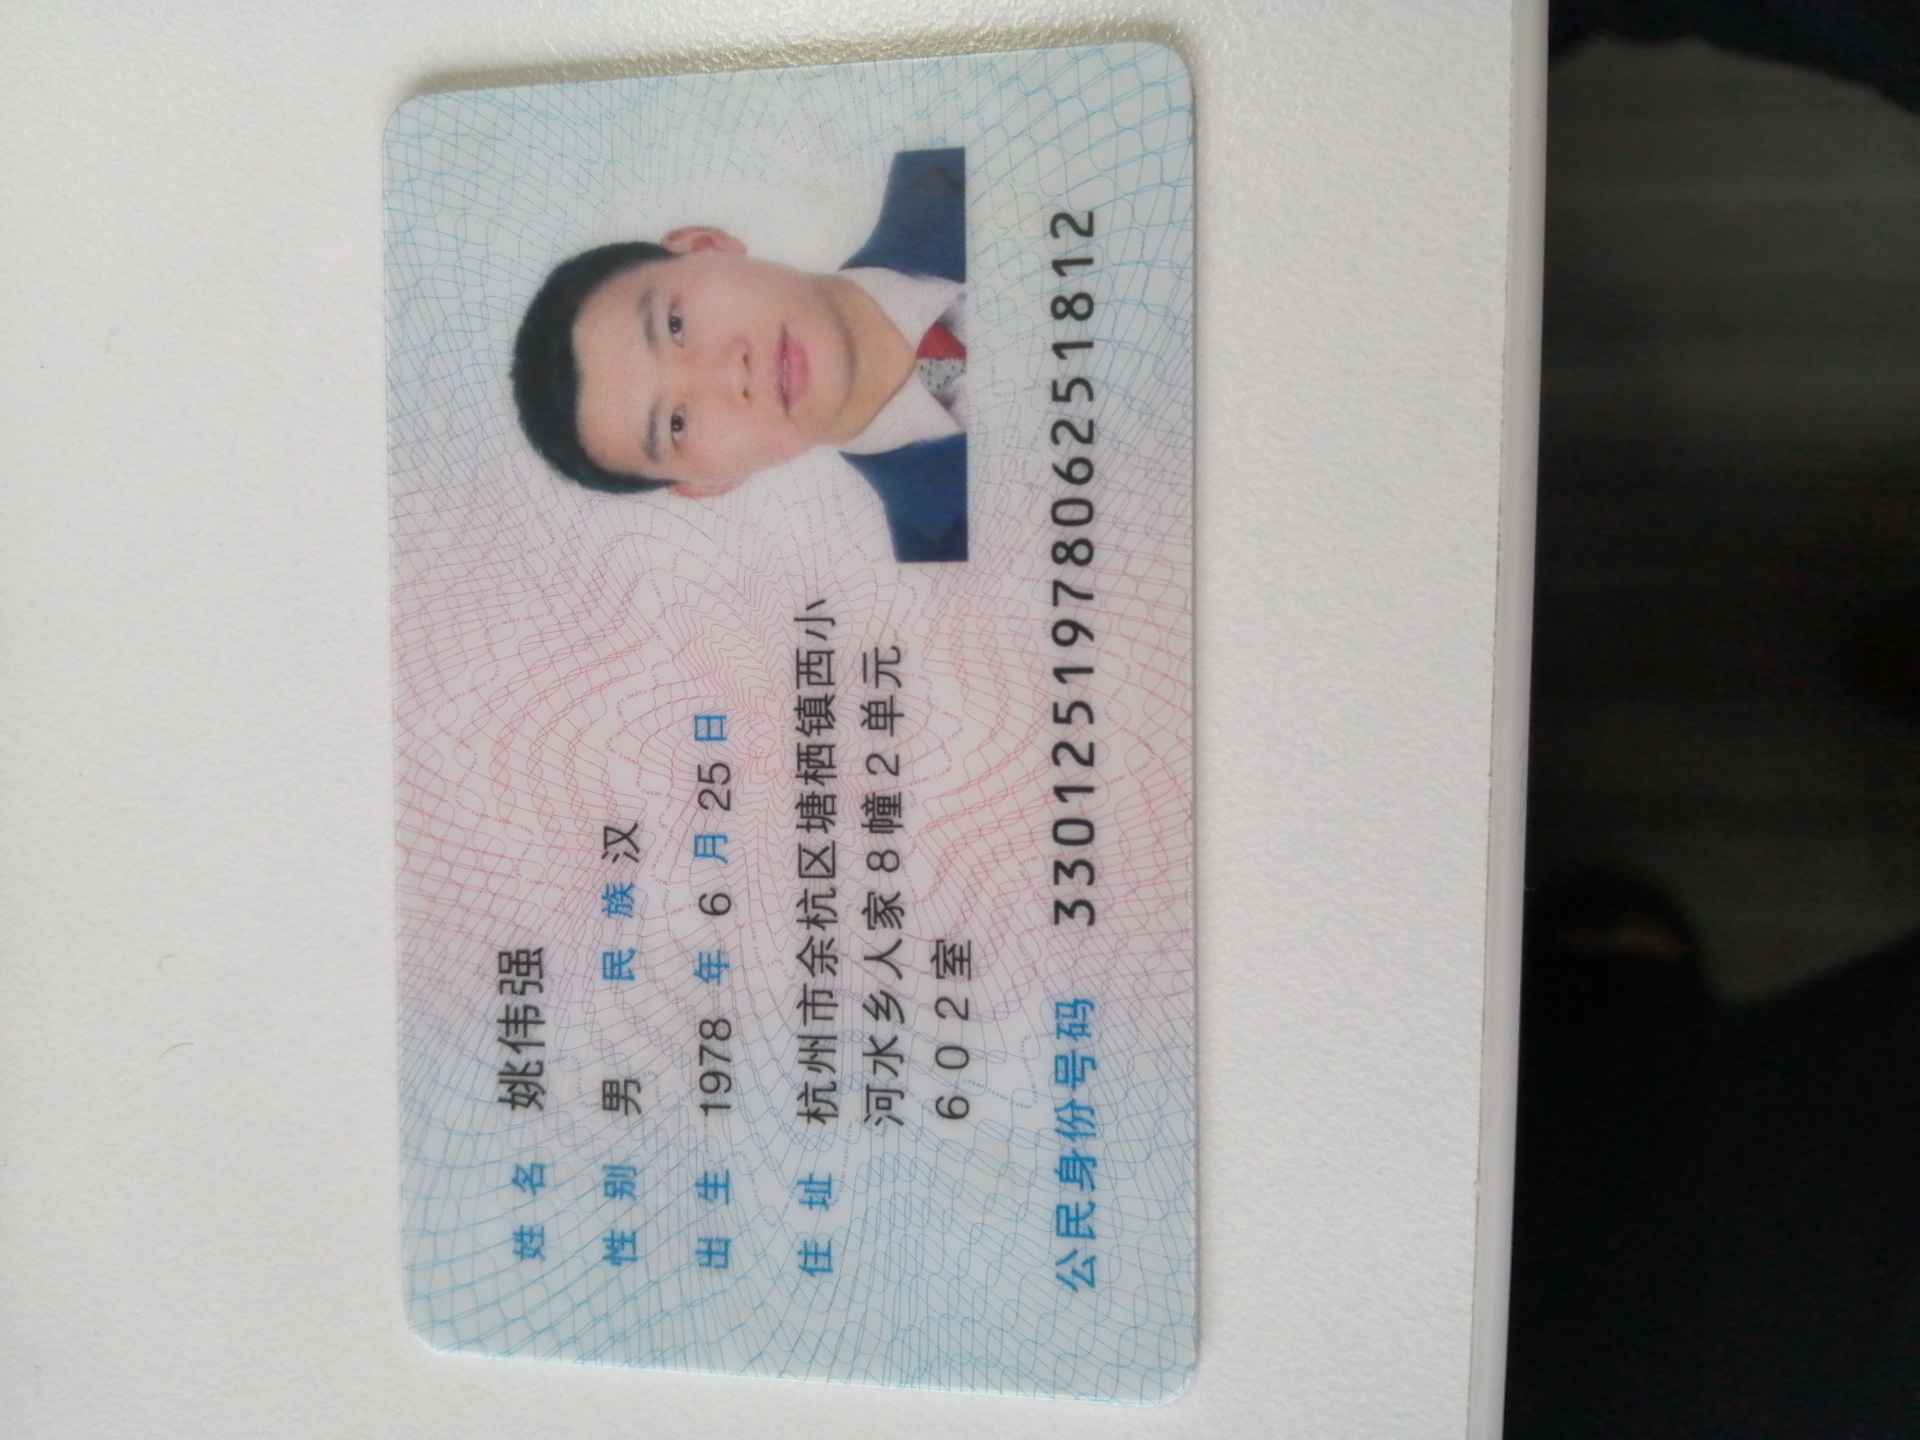 姓名 姚伟强
性别 男 民族 汉
出生 1978 年 6 月 25 日
住址 杭州市余杭区塘栖镇西小
河水乡人家8幢2单元
602室
公民身份号码 330125197806251812